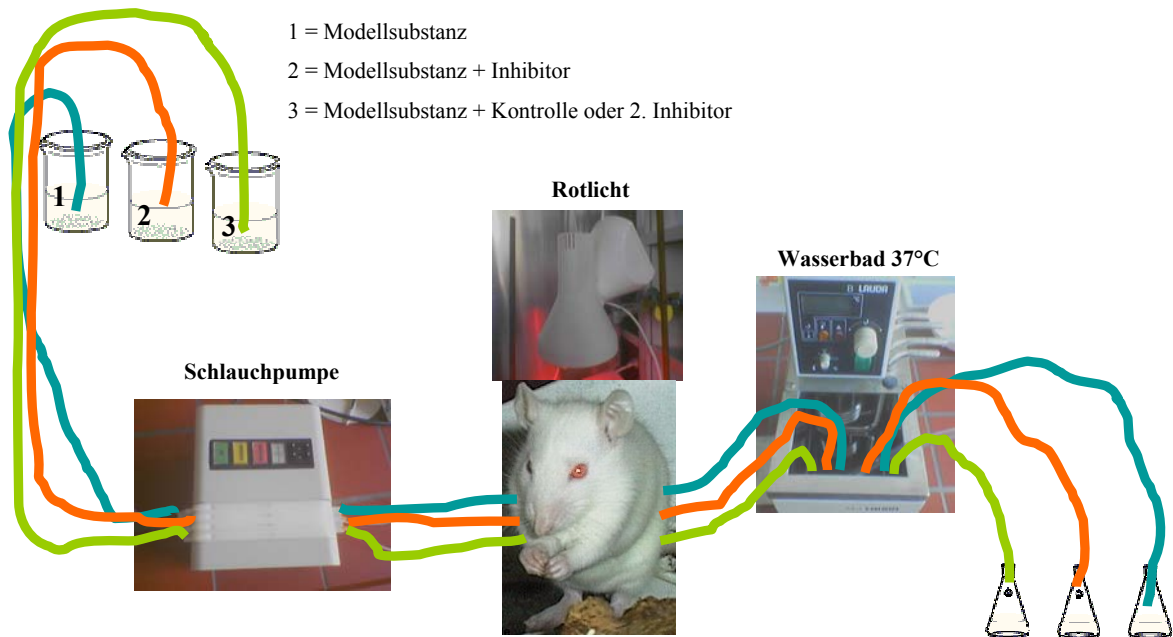 1 = Modellsubstanz
2 = Modellsubstanz + Inhibitor
3 = Modellsubstanz + Kontrolle oder 2. Inhibitor
1
2
3
Rotlicht
Wasserbad 37°C
B LAUDA
Schlauchpumpe